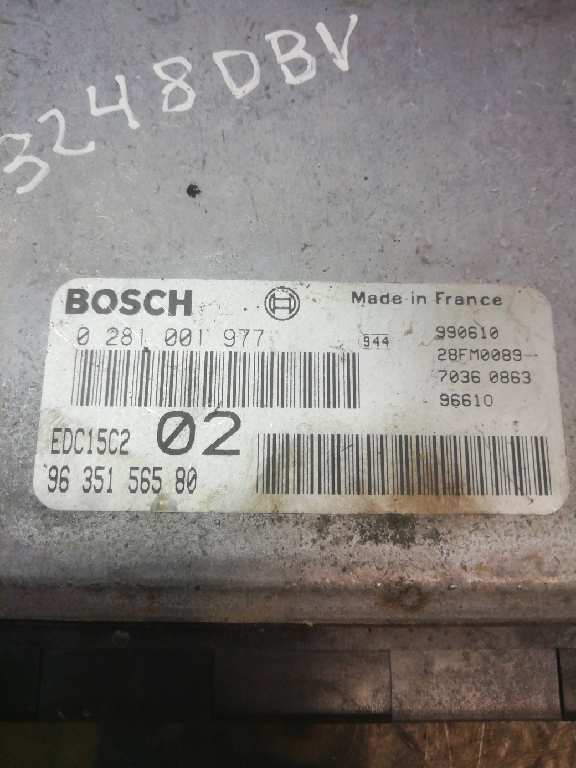 3248DBV
BOSCH Made in France
0 281 001 977 944 990610
28FM0089-
7036 0863
96610
EDC15C2 02
96 351 565 80